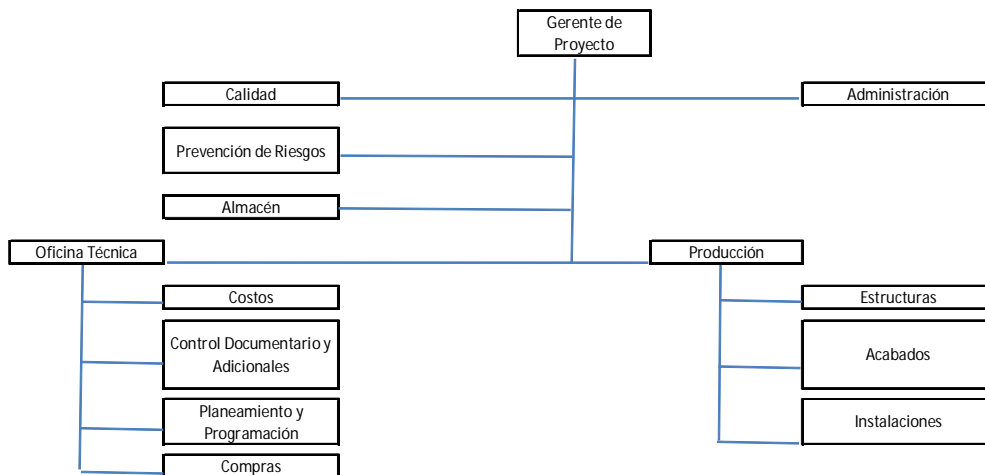 Gerente de
Proyecto
Calidad
Administración
Prevención de Riesgos
Almacén
Oficina Técnica
Producción
Costos
Estructuras
Control Documentario y
Adicionales
Acabados
Planeamiento y
Programación
Instalaciones
Compras